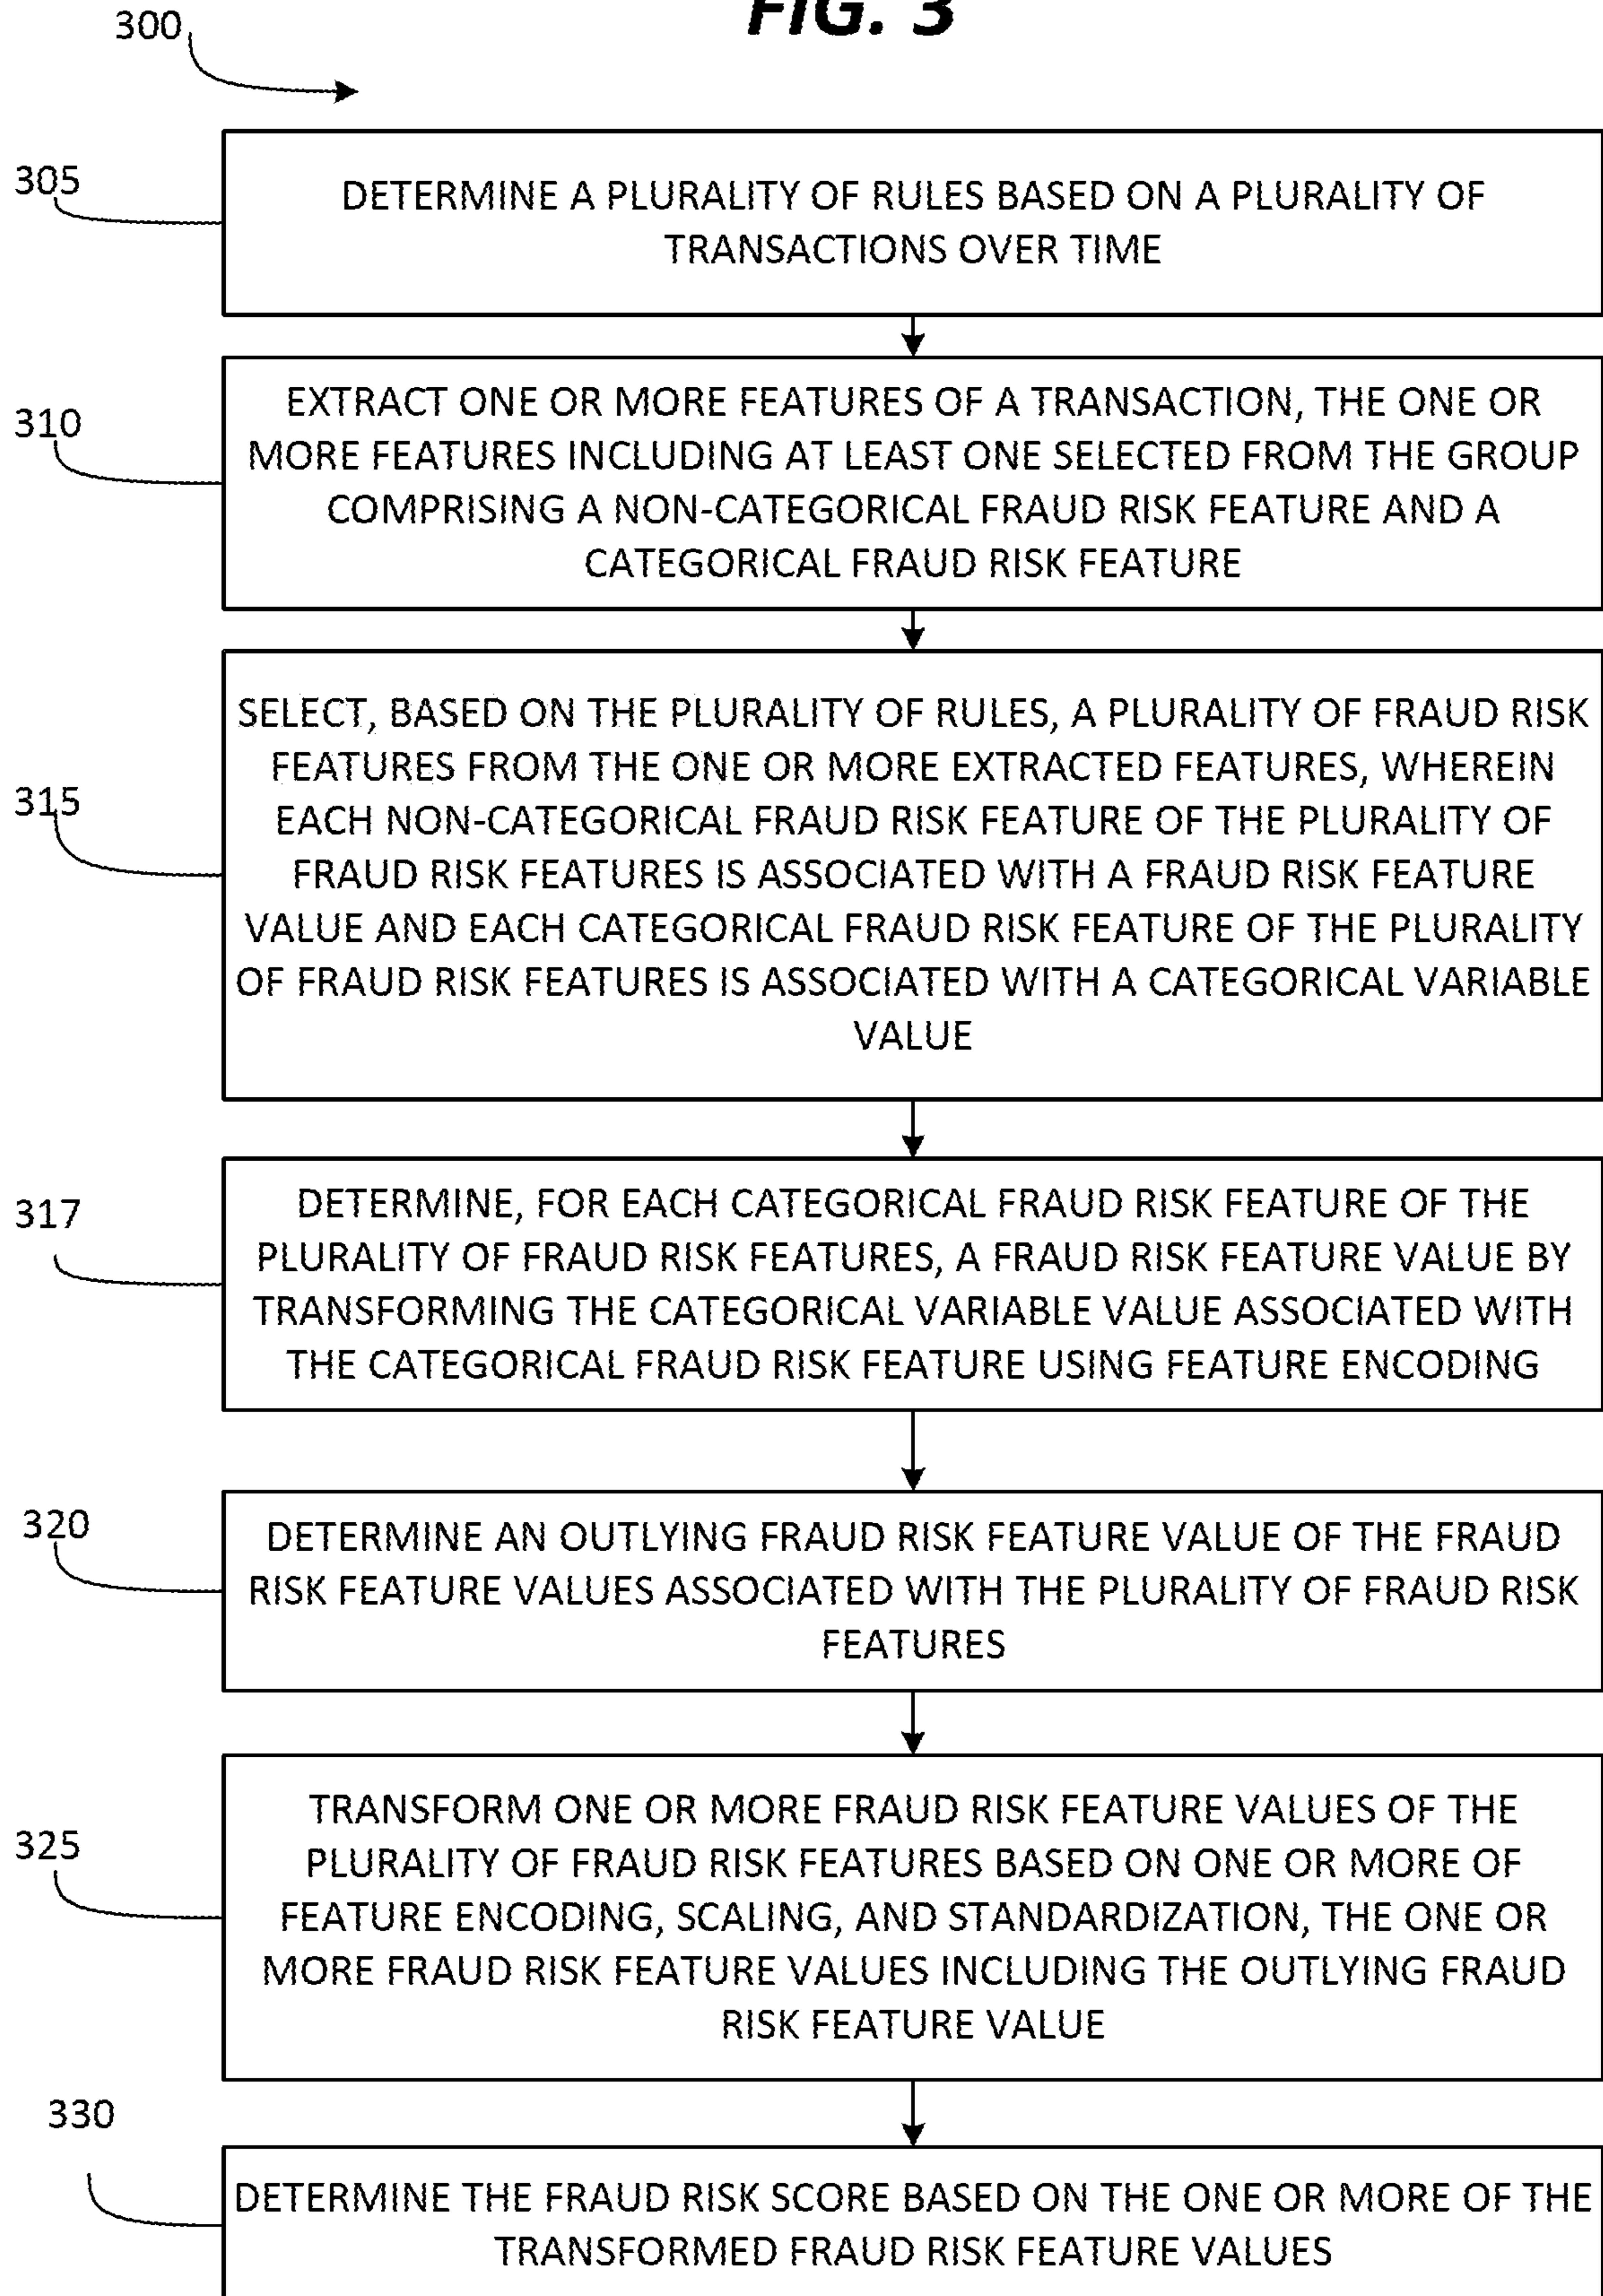 FIG. 3
300
305
DETERMINE A PLURALITY OF RULES BASED ON A PLURALITY OF
TRANSACTIONS OVER TIME
310
EXTRACT ONE OR MORE FEATURES OF A TRANSACTION, THE ONE OR
MORE FEATURES INCLUDING AT LEAST ONE SELECTED FROM THE GROUP
COMPRISING A NON-CATEGORICAL FRAUD RISK FEATURE AND A
CATEGORICAL FRAUD RISK FEATURE
315
SELECT, BASED ON THE PLURALITY OF RULES, A PLURALITY OF FRAUD RISK
FEATURES FROM THE ONE OR MORE EXTRACTED FEATURES, WHEREIN
EACH NON-CATEGORICAL FRAUD RISK FEATURE OF THE PLURALITY OF
FRAUD RISK FEATURES IS ASSOCIATED WITH A FRAUD RISK FEATURE
VALUE AND EACH CATEGORICAL FRAUD RISK FEATURE OF THE PLURALITY
OF FRAUD RISK FEATURES IS ASSOCIATED WITH A CATEGORICAL VARIABLE
VALUE
317
DETERMINE, FOR EACH CATEGORICAL FRAUD RISK FEATURE OF THE
PLURALITY OF FRAUD RISK FEATURES, A FRAUD RISK FEATURE VALUE BY
TRANSFORMING THE CATEGORICAL VARIABLE VALUE ASSOCIATED WITH
THE CATEGORICAL FRAUD RISK FEATURE USING FEATURE ENCODING
320
DETERMINE AN OUTLYING FRAUD RISK FEATURE VALUE OF THE FRAUD
RISK FEATURE VALUES ASSOCIATED WITH THE PLURALITY OF FRAUD RISK
FEATURES
325
TRANSFORM ONE OR MORE FRAUD RISK FEATURE VALUES OF THE
PLURALITY OF FRAUD RISK FEATURES BASED ON ONE OR MORE OF
FEATURE ENCODING, SCALING, AND STANDARDIZATION, THE ONE OR
MORE FRAUD RISK FEATURE VALUES INCLUDING THE OUTLYING FRAUD
RISK FEATURE VALUE
330
DETERMINE THE FRAUD RISK SCORE BASED ON THE ONE OR MORE OF THE
TRANSFORMED FRAUD RISK FEATURE VALUES